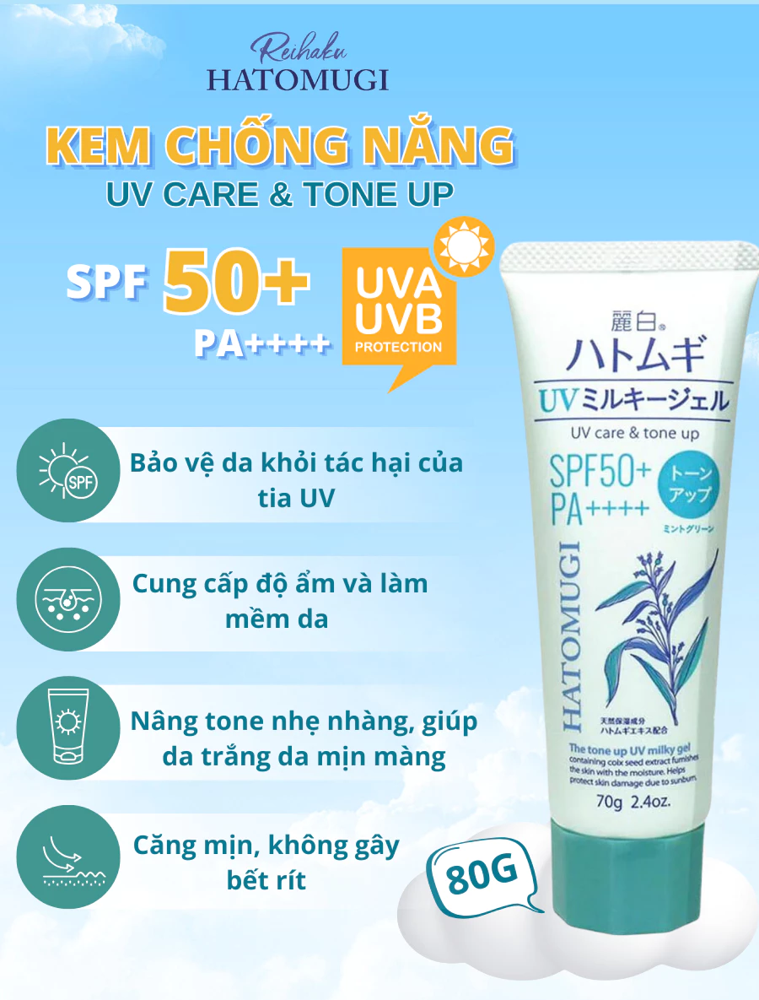 Reihaku
HATOMUGI
KEM CHỐNG NẮNG
UV CARE & TONE UP
SPF 50+
PA++++
UVA
UVB
PROTECTION
SPF
Bảo vệ da khỏi tác hại của
tia UV
Cung cấp độ ẩm và làm
mềm da
Nâng tone nhẹ nhàng, giúp
da trắng da mịn màng
Căng mịn, không gây
bết rít
80G
麗白®
ハトムギ
UVミルキージェル
UV care & tone up
SPF50+
PA++++
トーン
アップ
ミントグリーン
HATOMUGI
天然保湿成分
ハトムギエキス配合
The tone up UV milky gel
containing coix seed extract furnishes
the skin with the moisture. Helps
protect skin damage due to sunburn.
70g 2.4oz.